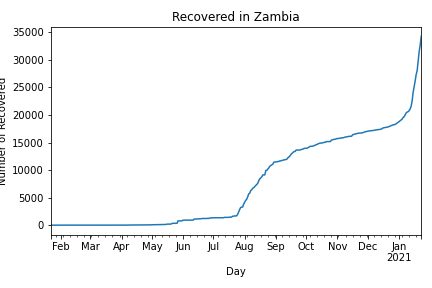 Recovered in Zambia
Number of Recovered
35000
30000
25000
20000
15000
10000
5000
0
Feb Mar Apr May Jun Jul Aug Sep Oct Nov Dec Jan
2021
Day